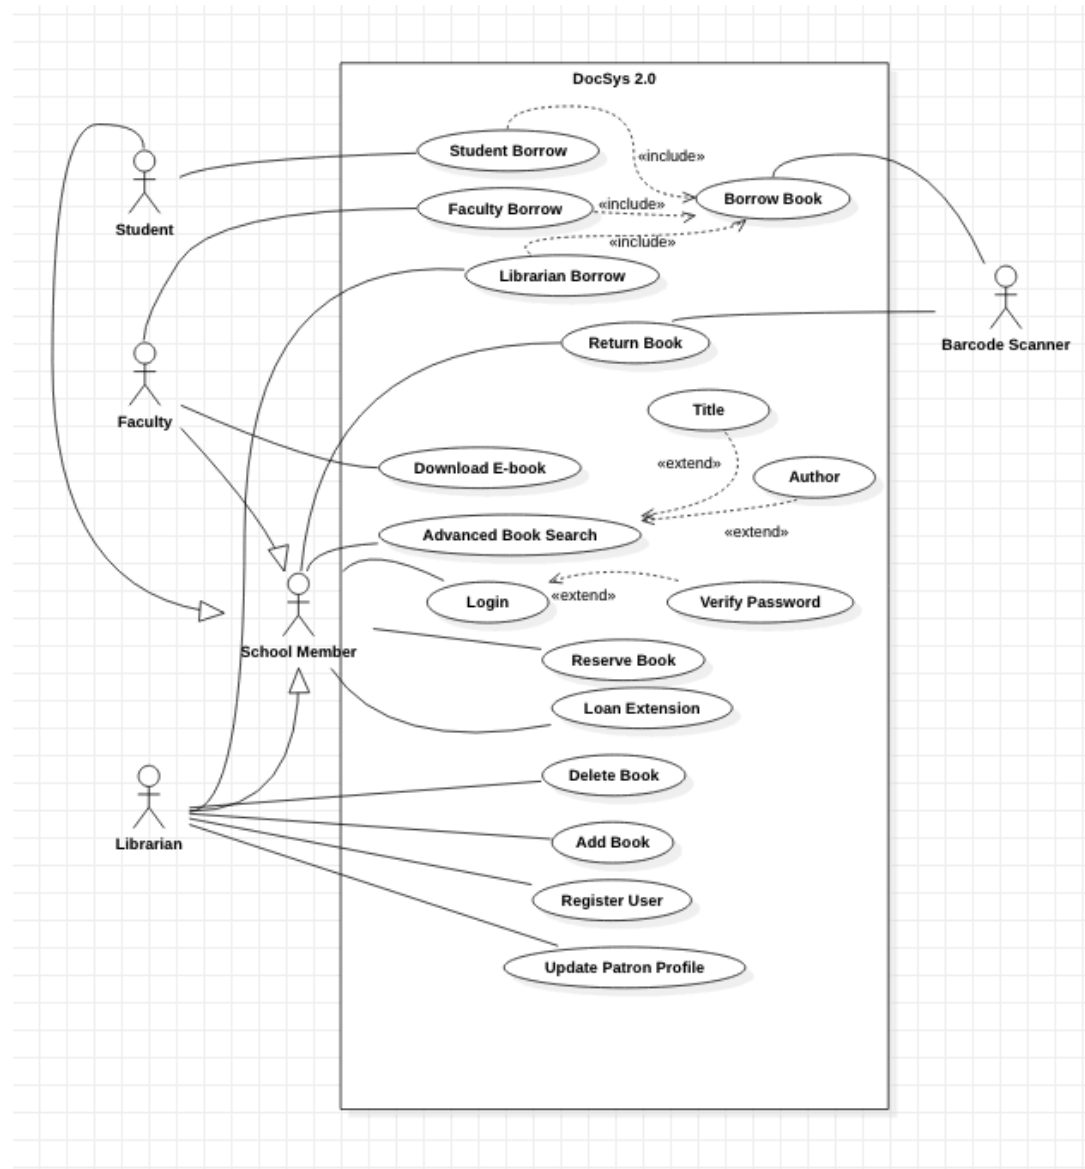 DocSys 2.0
Student Borrow
«include»
Borrow Book
Faculty Borrow
«include»
«include»
Librarian Borrow
Student
Return Book
Barcode Scanner
Faculty
Title
«extend»
Download E-book
Author
Advanced Book Search
«extend»
Login
«extend»
Verify Password
School Member
Reserve Book
Loan Extension
Delete Book
Librarian
Add Book
Register User
Update Patron Profile